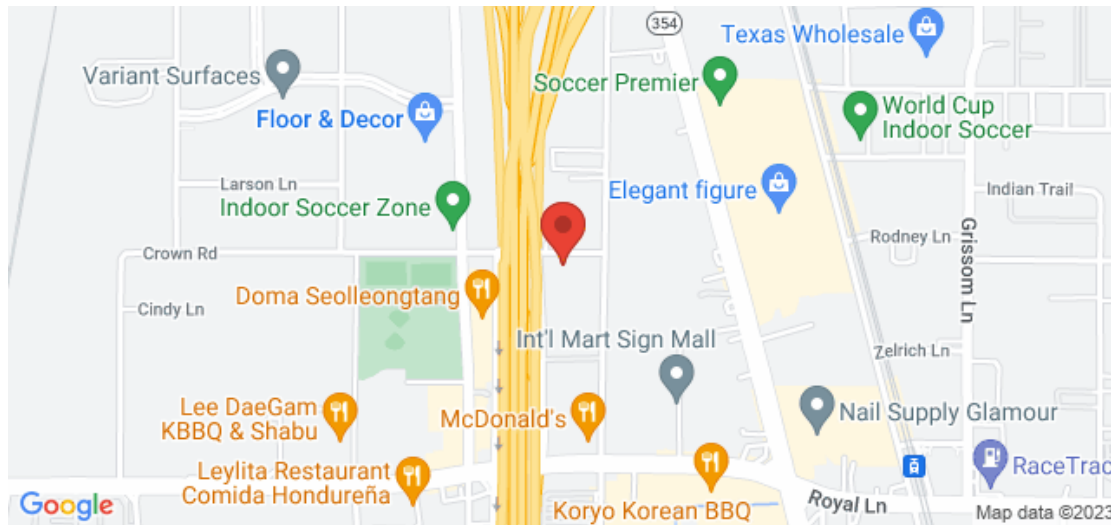 354
Texas Wholesale
Variant Surfaces
Soccer Premier
Floor & Decor
World Cup
Indoor Soccer
Larson Ln
Indoor Soccer Zone
Elegant figure
Indian Trail
Crown Rd
Rodney Ln
Grissom Ln
Cindy Ln
Doma Seolleongtang
Int'l Mart Sign Mall
Zelrich Ln
Lee DaeGam
KBBQ & Shabu
McDonald's
Nail Supply Glamour
Leylita Restaurant
Comida Hondureña
RaceTrac
Koryo Korean BBQ
Royal Ln
Google
Map data ©2023